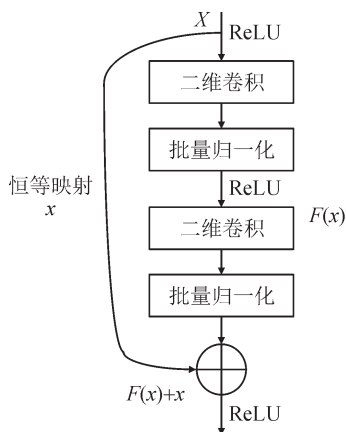 X
ReLU
二维卷积
批量归一化
ReLU
恒等映射
x
二维卷积
F(x)
批量归一化
F(x)+x
ReLU